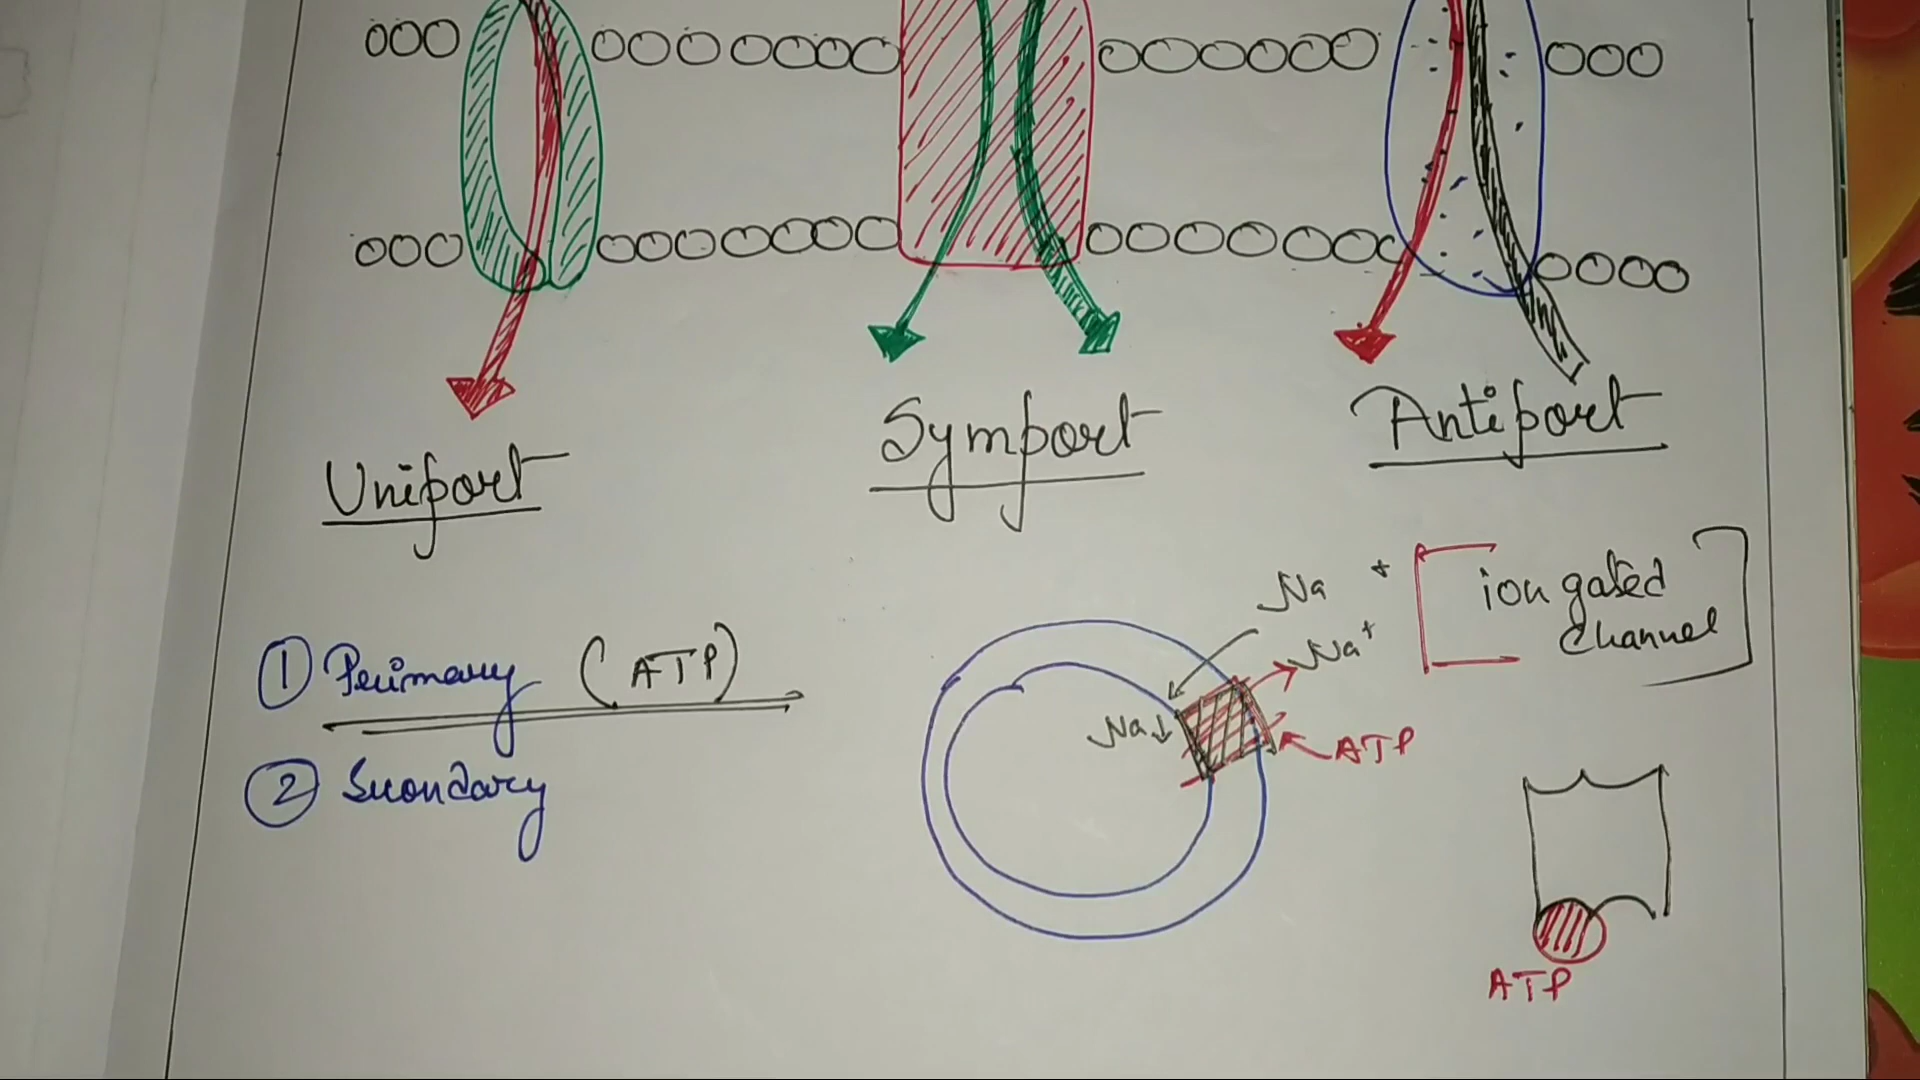 Uniport
Symport
Antiport
① Primary (ATP)
② Secondary
Na +
Na+
Na↓
ATP
ion gated
channel
ATP